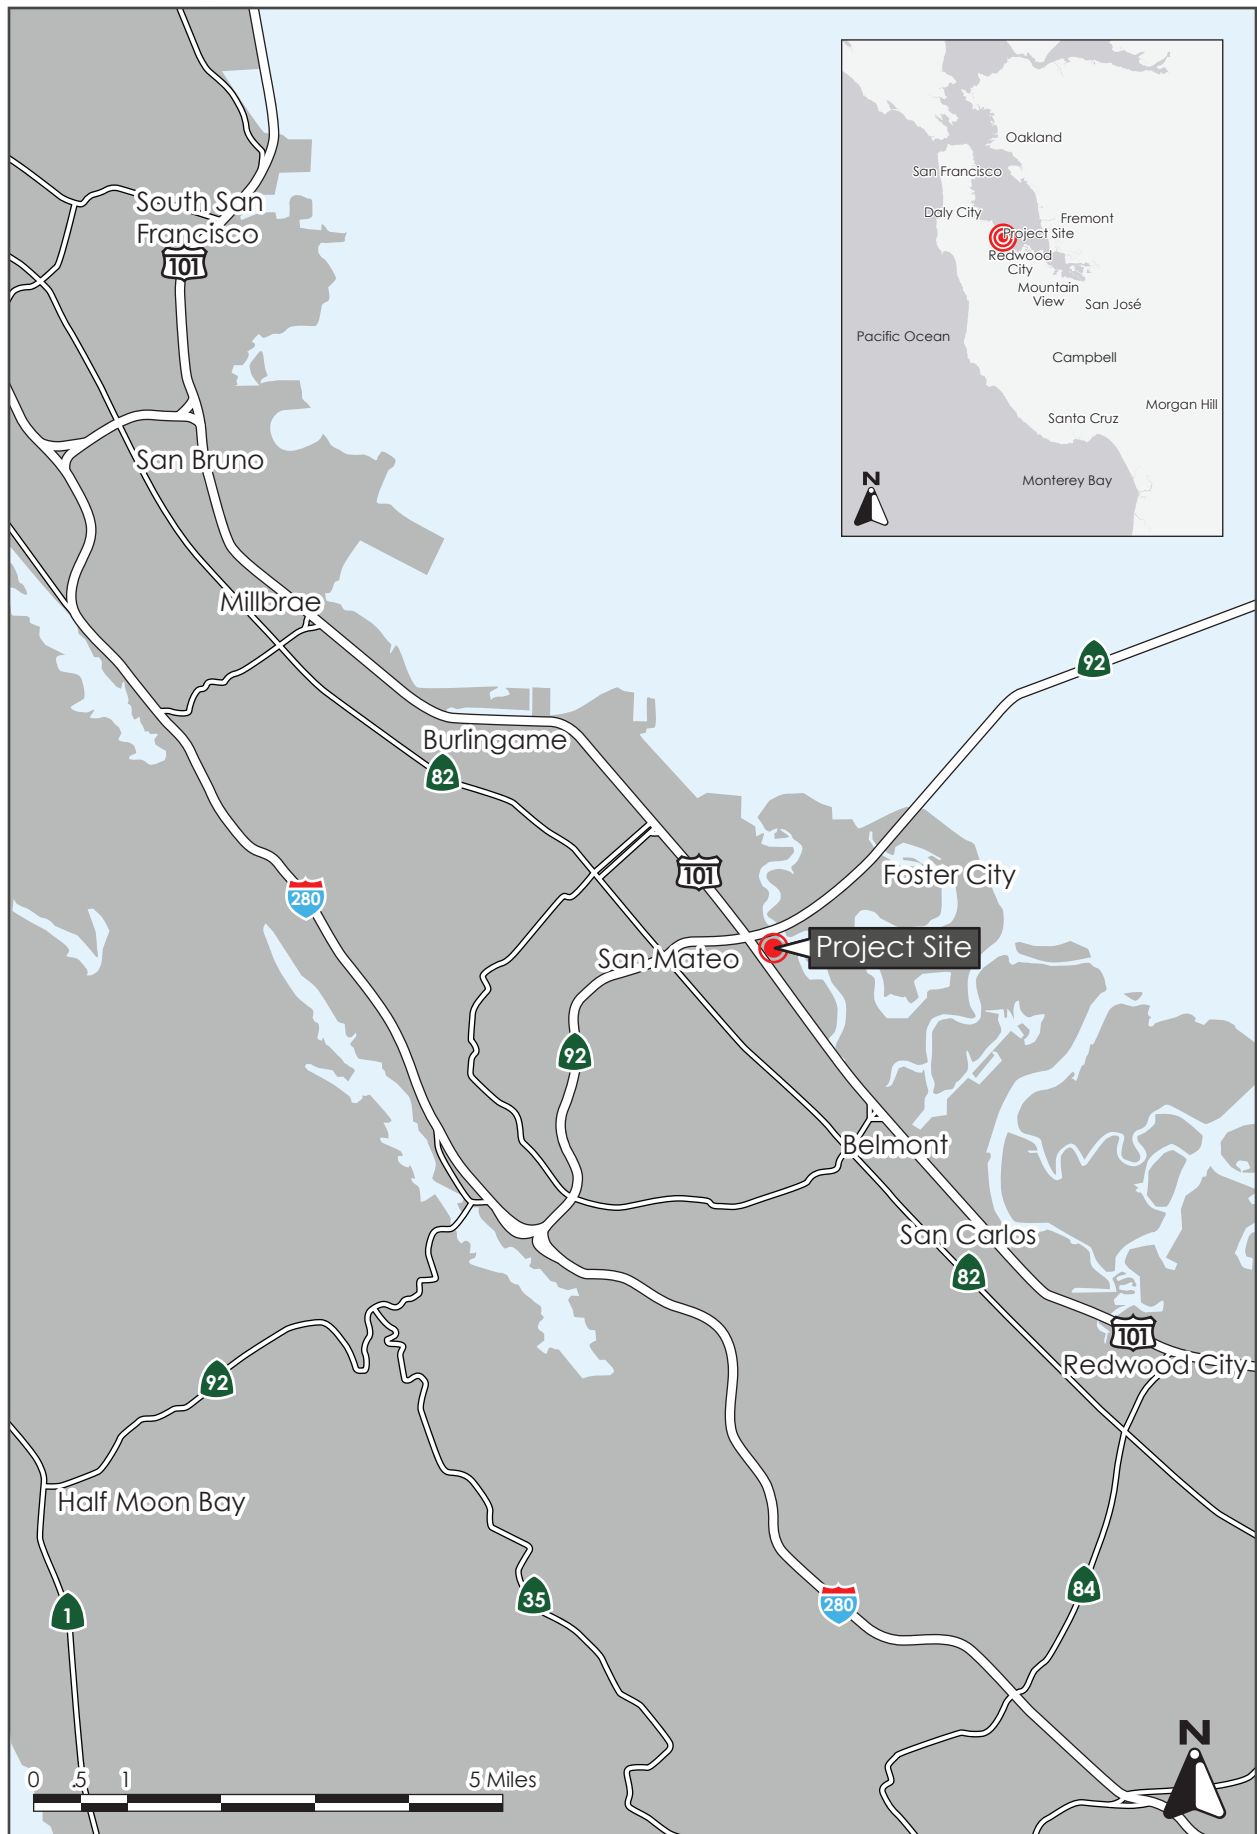 Oakland
San Francisco
Daly City
Fremont
Project Site
Redwood
City
Mountain
View
San José
Pacific Ocean
Campbell
Morgan Hill
Santa Cruz
Monterey Bay
N
South San
Francisco
101
San Bruno
Millbrae
92
Burlingame
82
101
Foster City
280
Project Site
San Mateo
92
Belmont
San Carlos
82
101
Redwood City
92
Half Moon Bay
84
35
280
1
N
0 .5 1 5 Miles